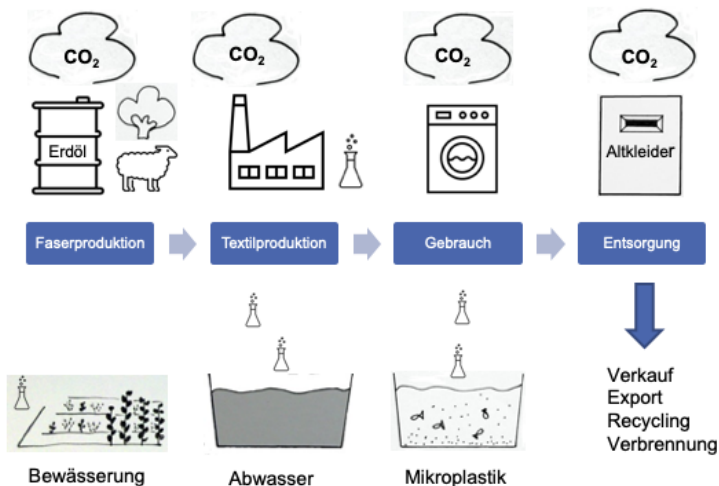 CO₂ CO₂ CO₂ CO₂
Erdöl
Altkleider
Faserproduktion Textilproduktion Gebrauch Entsorgung
Verkauf
Export
Recycling
Verbrennung
Bewässerung Abwasser Mikroplastik